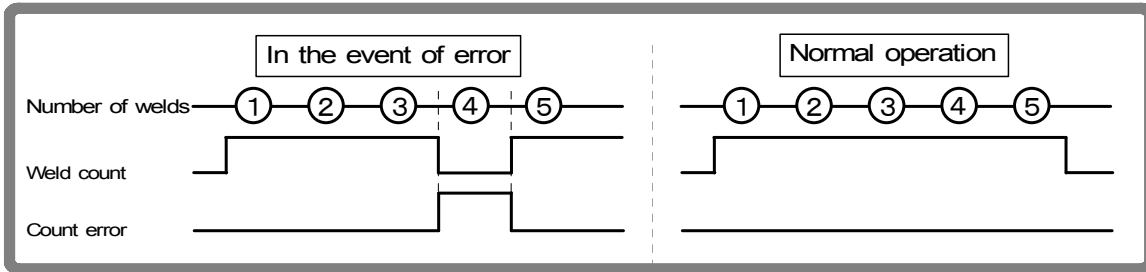 In the event of error
Normal operation
Number of welds ① ② ③ ④ ⑤ ① ② ③ ④ ⑤
Weld count
Count error